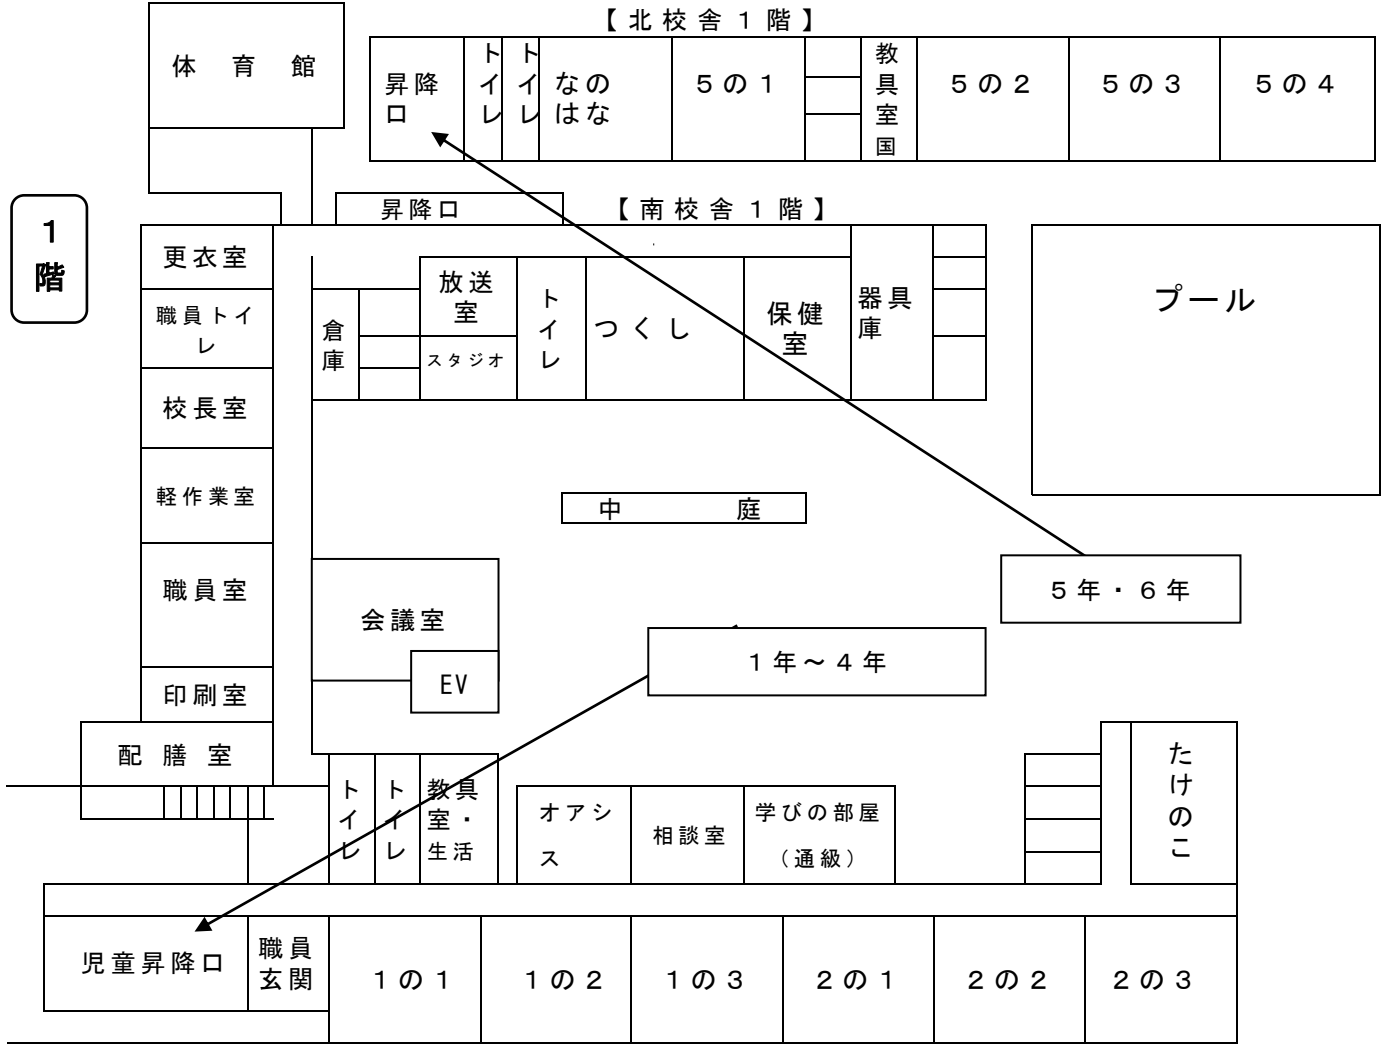 【北校舎１階】
体育館
昇降
口
トイレ
トイレ
なの
はな
５の１
教具室国
５の２
５の３
５の４
１
階
昇降口
【南校舎１階】
更衣室
職員トイ
レ
校長室
軽作業室
職員室
印刷室
配膳室
倉庫
放送
室
スタジオ
トイレ
つくし
保健
室
器具
庫
プール
中庭
５年・６年
会議室
EV
１年～４年
トイレ
トイレ
教具
室・
生活
オアシ
ス
相談室
学びの部屋
（通級）
たけのこ
児童昇降口
職員
玄関
１の１
１の２
１の３
２の１
２の２
２の３